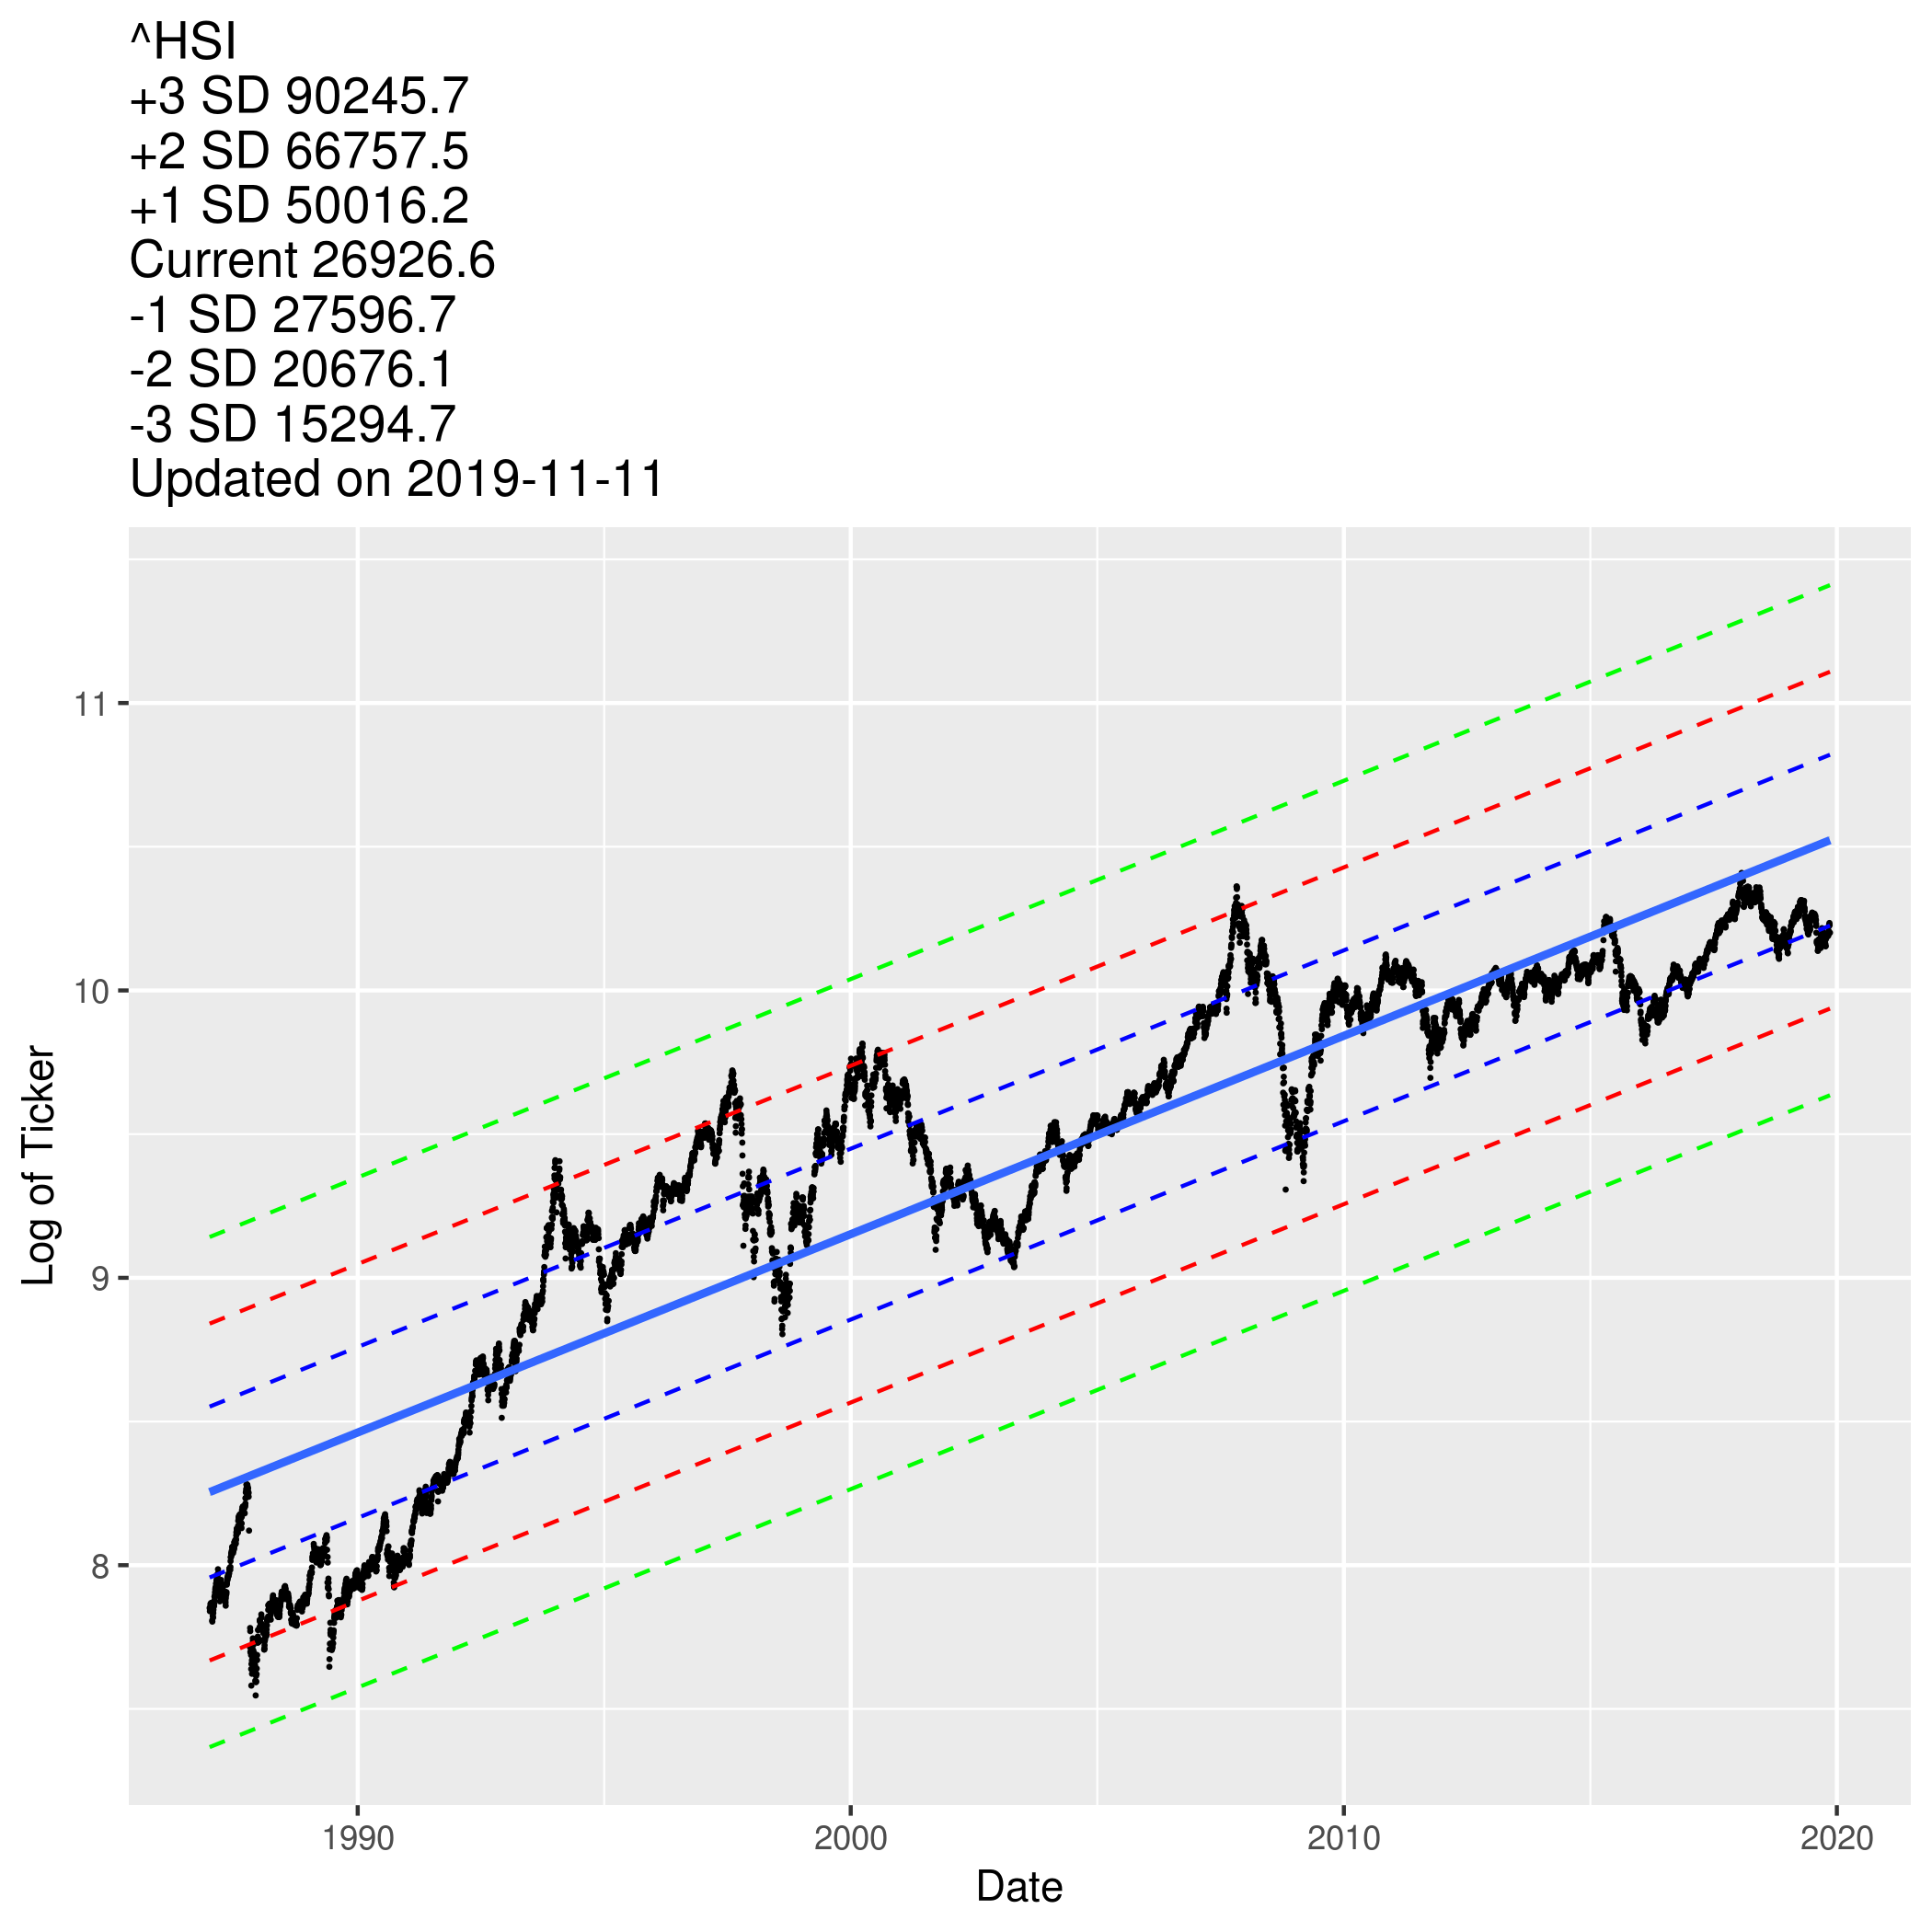 ^HSI
+3 SD 90245.7
+2 SD 66757.5
+1 SD 50016.2
Current 26926.6
-1 SD 27596.7
-2 SD 20676.1
-3 SD 15294.7
Updated on 2019-11-11
11
10
9
8
Log of Ticker
1990 2000 2010 2020
Date